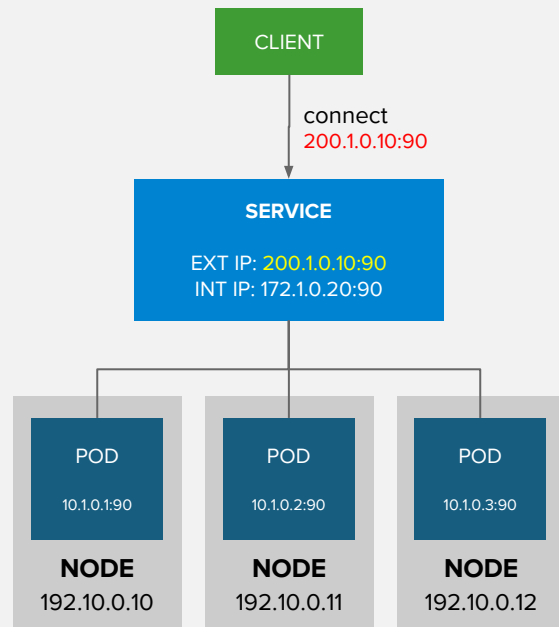 CLIENT
connect
200.1.0.10:90
SERVICE
EXT IP: 200.1.0.10:90
INT IP: 172.1.0.20:90
POD
10.1.0.1:90
NODE
192.10.0.10
POD
10.1.0.2:90
NODE
192.10.0.11
POD
10.1.0.3:90
NODE
192.10.0.12